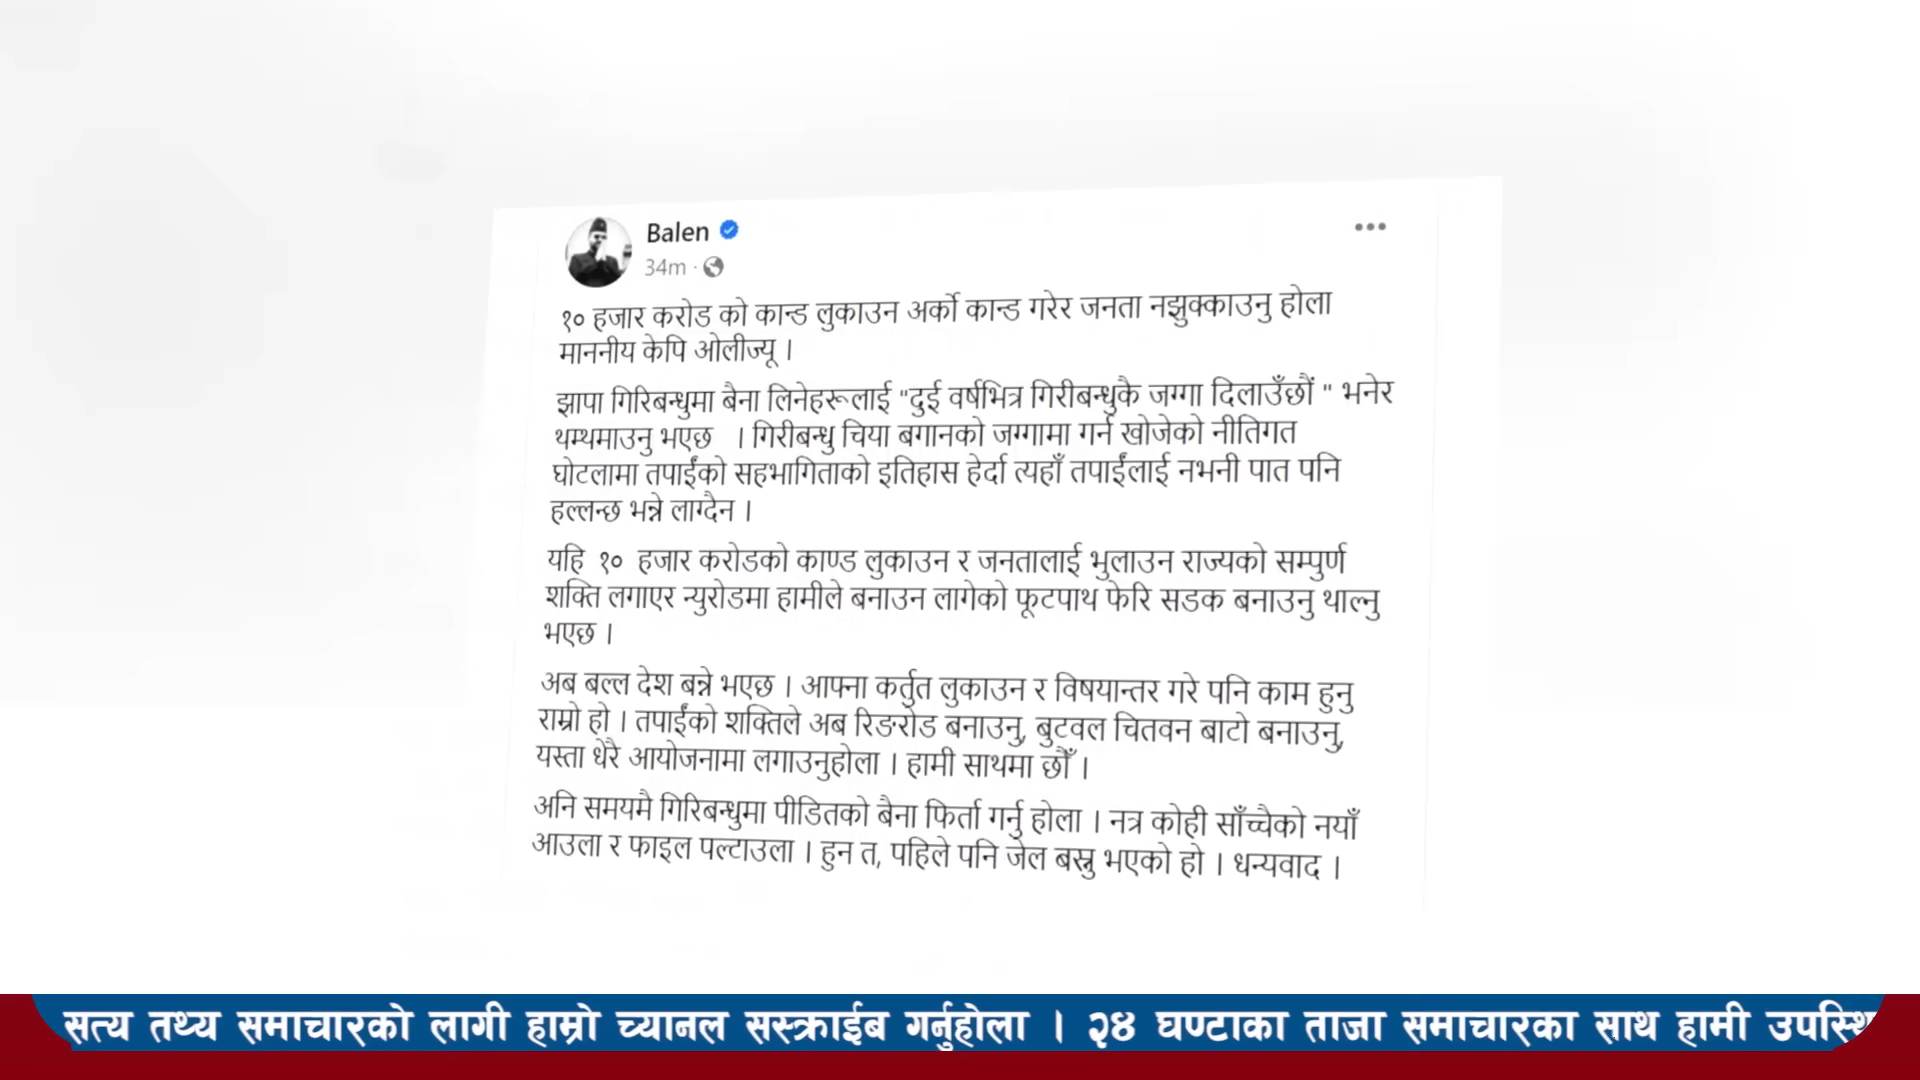 Balen
34m ·
१० हजार करोड को कान्ड लुकाउन अर्को कान्ड गरेर जनता नझुक्काउनु होला
माननीय केपि ओलीज्यू ।
झापा गिरिबन्धुमा बैना लिनेहरूलाई "दुई वर्षभित्र गिरीबन्धुकै जग्गा दिलाउँछौं " भनेर
थम्थमाउनु भएछ । गिरीबन्धु चिया बगानको जग्गामा गर्न खोजेको नीतिगत
घोटलामा तपाईंको सहभागिताको इतिहास हेर्दा त्यहाँ तपाईंलाई नभनी पात पनि
हल्लन्छ भन्ने लाग्दैन ।
यहि १० हजार करोडको काण्ड लुकाउन र जनतालाई भुलाउन राज्यको सम्पुर्ण
शक्ति लगाएर न्युरोडमा हामीले बनाउन लागेको फूटपाथ फेरि सडक बनाउनु थाल्नु
भएछ ।
अब बल्ल देश बन्ने भएछ । आफ्ना कर्तुत लुकाउन र विषयान्तर गरे पनि काम हुनु
राम्रो हो । तपाईंको शक्तिले अब रिङरोड बनाउनु, बुटवल चितवन बाटो बनाउनु,
यस्ता धेरै आयोजनामा लगाउनुहोला । हामी साथमा छौँ ।
अनि समयमै गिरिबन्धुमा पीडितको बैना फिर्ता गर्नु होला । नत्र कोही साँच्चैको नयाँ
आउला र फाइल पल्टाउला । हुन त, पहिले पनि जेल बस्नु भएको हो । धन्यवाद ।
सत्य तथ्य समाचारको लागी हाम्रो च्यानल सस्क्राईब गर्नुहोला । २४ घण्टाका ताजा समाचारका साथ हामी उपस्थि